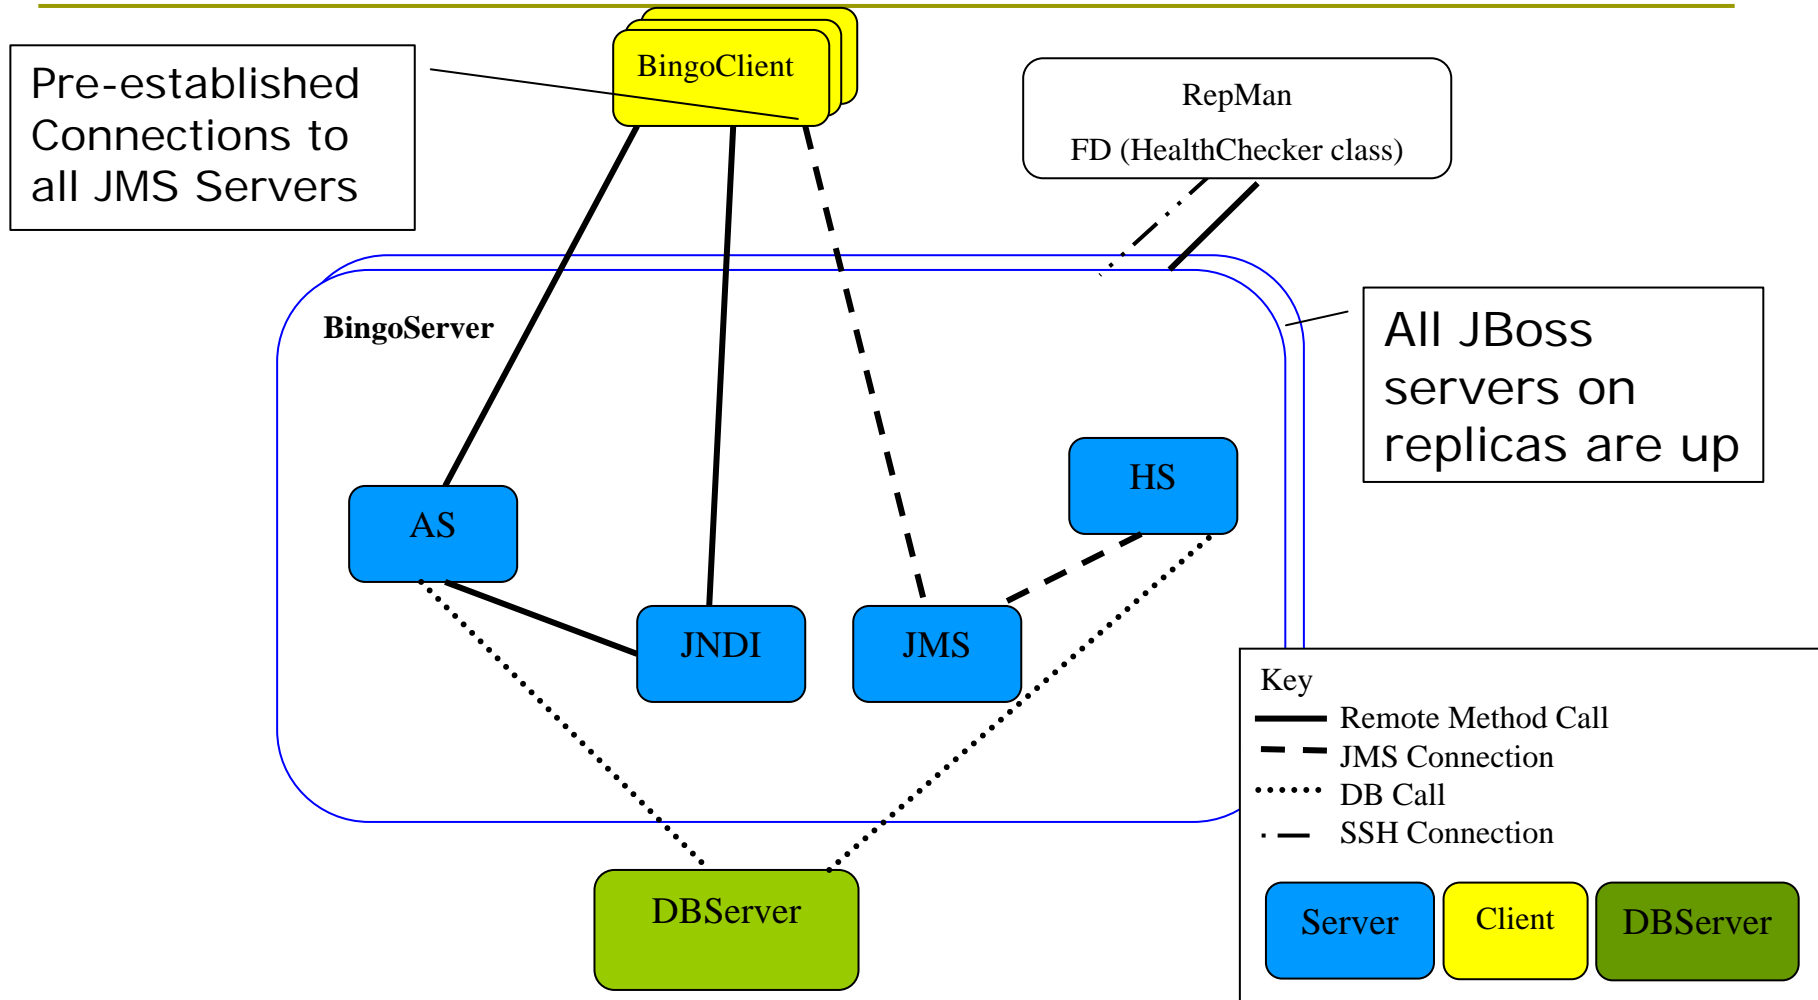 Pre-established
Connections to
all JMS Servers
BingoClient
RepMan
FD (HealthChecker class)
BingoServer
All JBoss
servers on
replicas are up
HS
AS
JNDI
JMS
DBServer
Key
Remote Method Call
JMS Connection
DB Call
SSH Connection
Server
Client
DBServer